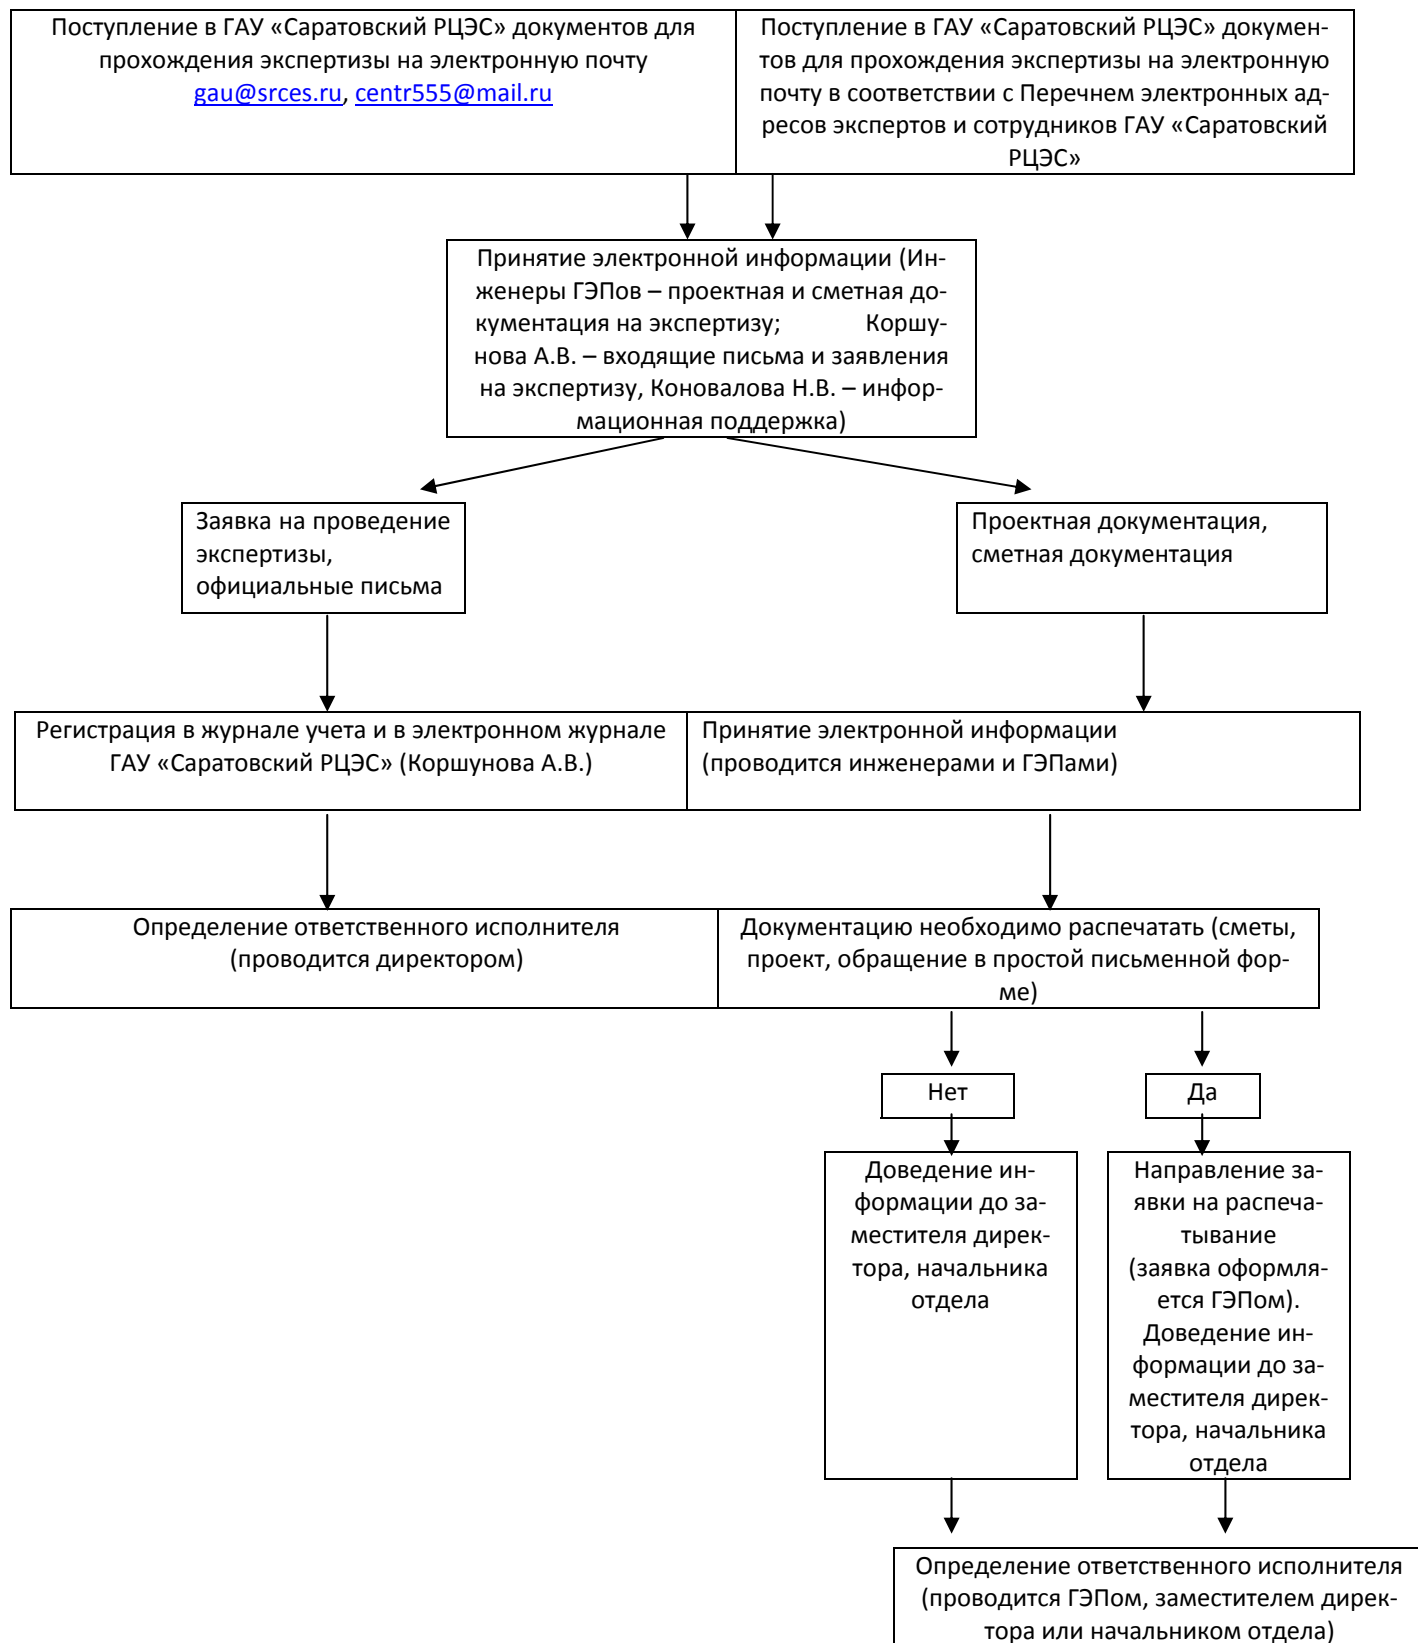 Поступление в ГАУ «Саратовский РЦЭС» документов для
прохождения экспертизы на электронную почту
gau@srces.ru, centr555@mail.ru
Поступление в ГАУ «Саратовский РЦЭС» докумен-
тов для прохождения экспертизы на электронную
почту в соответствии с Перечнем электронных ад-
ресов экспертов и сотрудников ГАУ «Саратовский
РЦЭС»
Принятие электронной информации (Ин-
женеры ГЭПов – проектная и сметная до-
кументация на экспертизу; Коршу-
нова А.В. – входящие письма и заявления
на экспертизу, Коновалова Н.В. – инфор-
мационная поддержка)
Заявка на проведение
экспертизы,
официальные письма
Проектная документация,
сметная документация
Регистрация в журнале учета и в электронном журнале
ГАУ «Саратовский РЦЭС» (Коршунова А.В.)
Принятие электронной информации
(проводится инженерами и ГЭПами)
Определение ответственного исполнителя
(проводится директором)
Документацию необходимо распечатать (сметы,
проект, обращение в простой письменной фор-
ме)
Нет
Да
Доведение ин-
формации до за-
местителя дирек-
тора, начальника
отдела
Направление за-
явки на распеча-
тывание
(заявка оформля-
ется ГЭПом).
Доведение ин-
формации до за-
местителя дирек-
тора, начальника
отдела
Определение ответственного исполнителя
(проводится ГЭПом, заместителем дирек-
тора или начальником отдела)